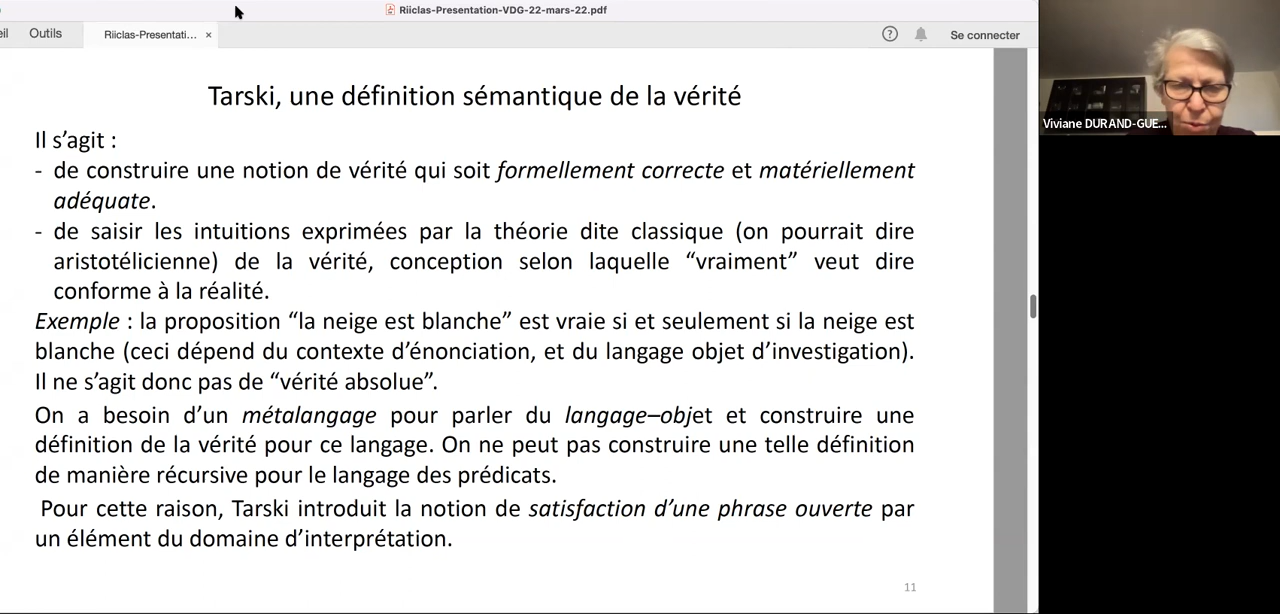 Riiclas-Presentation-VDG-22-mars-22.pdf
eil Outils Riiclas-Presentati... × ? Se connecter
Viviane DURAND-GUE...
Tarski, une définition sémantique de la vérité
Il s’agit :
- de construire une notion de vérité qui soit formellement correcte et matériellement
adéquate.
- de saisir les intuitions exprimées par la théorie dite classique (on pourrait dire
aristotélicienne) de la vérité, conception selon laquelle “vraiment” veut dire
conforme à la réalité.
Exemple : la proposition “la neige est blanche” est vraie si et seulement si la neige est
blanche (ceci dépend du contexte d’énonciation, et du langage objet d’investigation).
Il ne s’agit donc pas de “vérité absolue”.
On a besoin d’un métalangage pour parler du langage–objet et construire une
définition de la vérité pour ce langage. On ne peut pas construire une telle définition
de manière récursive pour le langage des prédicats.
Pour cette raison, Tarski introduit la notion de satisfaction d’une phrase ouverte par
un élément du domaine d’interprétation.
11